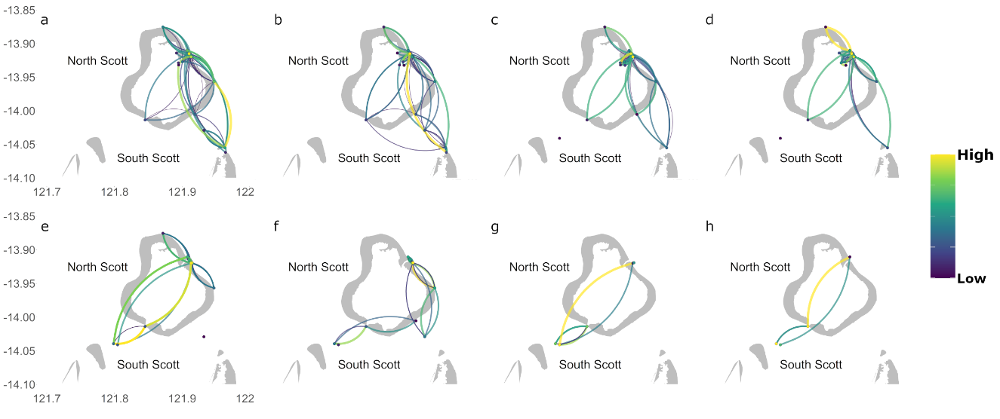 -13.85
a b c d
-13.90
North Scott North Scott North Scott North Scott
-13.95
-14.00
-14.05
South Scott South Scott South Scott South Scott
High
-14.10
121.7 121.8 121.9 122
-13.85
e f g h
-13.90
North Scott North Scott North Scott North Scott
Low
-13.95
-14.00
-14.05
South Scott South Scott South Scott South Scott
-14.10
121.7 121.8 121.9 122